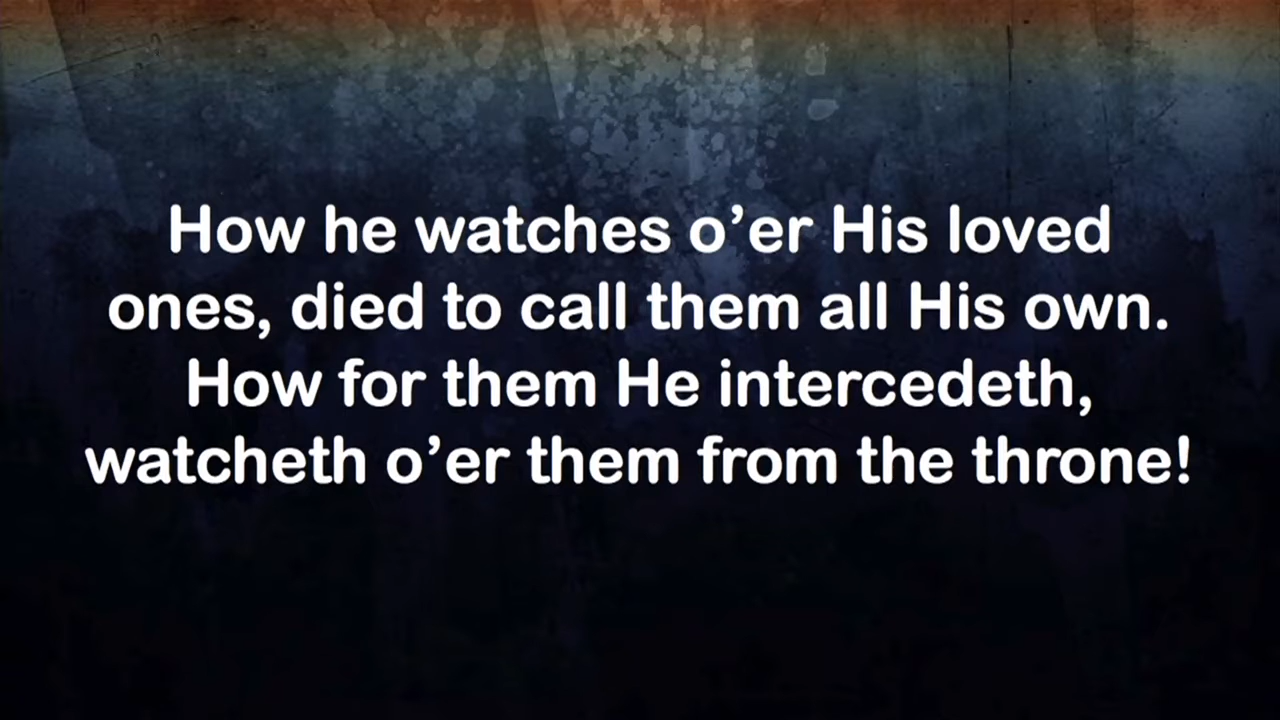 How he watches o’er His loved
ones, died to call them all His own.
How for them He intercedeth,
watcheth o’er them from the throne!